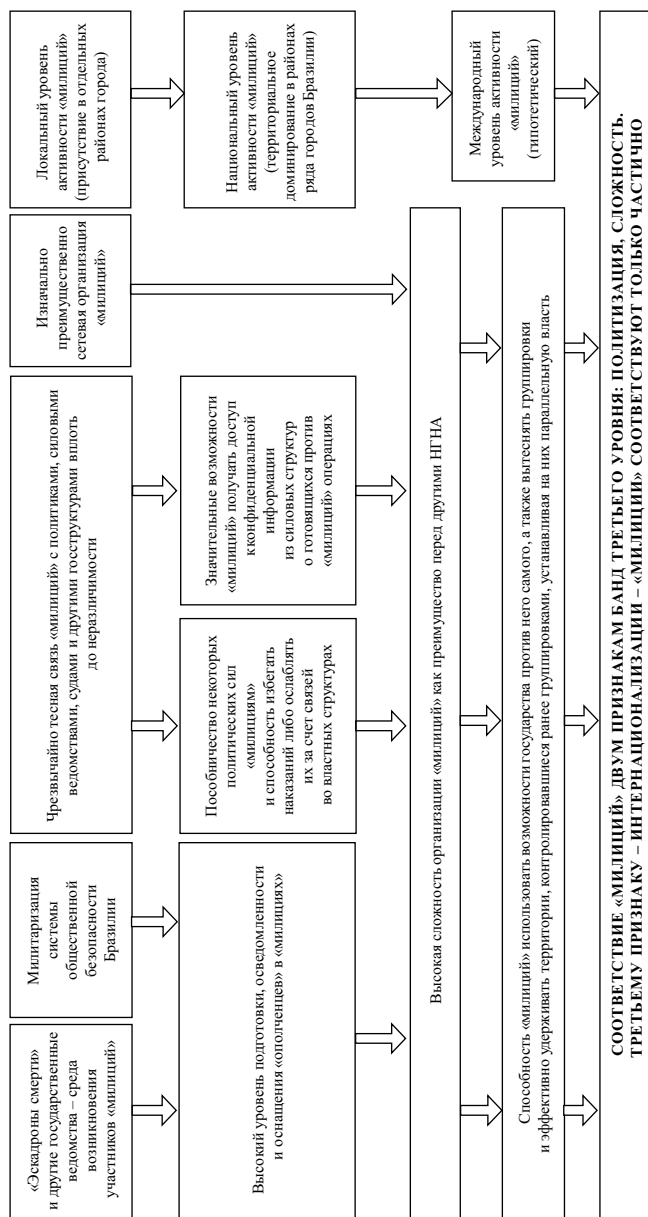 «Эскадроны смерти»
и другие государственные
ведомства – среда
возникновения
участников «милиций»
Милитаризация
системы
общественной
безопасности
Бразилии
Чрезвычайно тесная связь «милиций» с политиками, силовыми
ведомствами, судами и другими госструктурами вплоть
до неразличимости
Изначально
преимущественно
сетевая организация
«милиций»
Локальный уровень
активности «милиций»
(присутствие в отдельных
районах города)
Высокий уровень подготовки, осведомленности
и оснащения «ополченцев» в «милициях»
Пособничество некоторых
политических сил
«милициям»
и способность избегать
наказаний либо ослаблять
их за счет связей
во властных структурах
Значительные возможности
«милиций» получать доступ
к конфиденциальной
информации
из силовых структур
о готовящихся против
«милиций» операциях
Национальный уровень
активности «милиций»
(территориальное
доминирование в районах
ряда городов Бразилии)
Высокая сложность организации «милиций» как преимущество перед другими НГНА
Международный
уровень активности
«милиций»
(гипотетический)
Способность «милиций» использовать возможности государства против него самого, а также вытеснять группировки
и эффективно удерживать территории, контролировавшиеся ранее группировками, устанавливая на них параллельную власть
СООТВЕТСТВИЕ «МИЛИЦИЙ» ДВУМ ПРИЗНАКАМ БАНД ТРЕТЬЕГО УРОВНЯ: ПОЛИТИЗАЦИЯ, СЛОЖНОСТЬ.
ТРЕТЬЕМУ ПРИЗНАКУ – ИНТЕРНАЦИОНАЛИЗАЦИИ – «МИЛИЦИИ» СООТВЕТСТВУЮТ ТОЛЬКО ЧАСТИЧНО